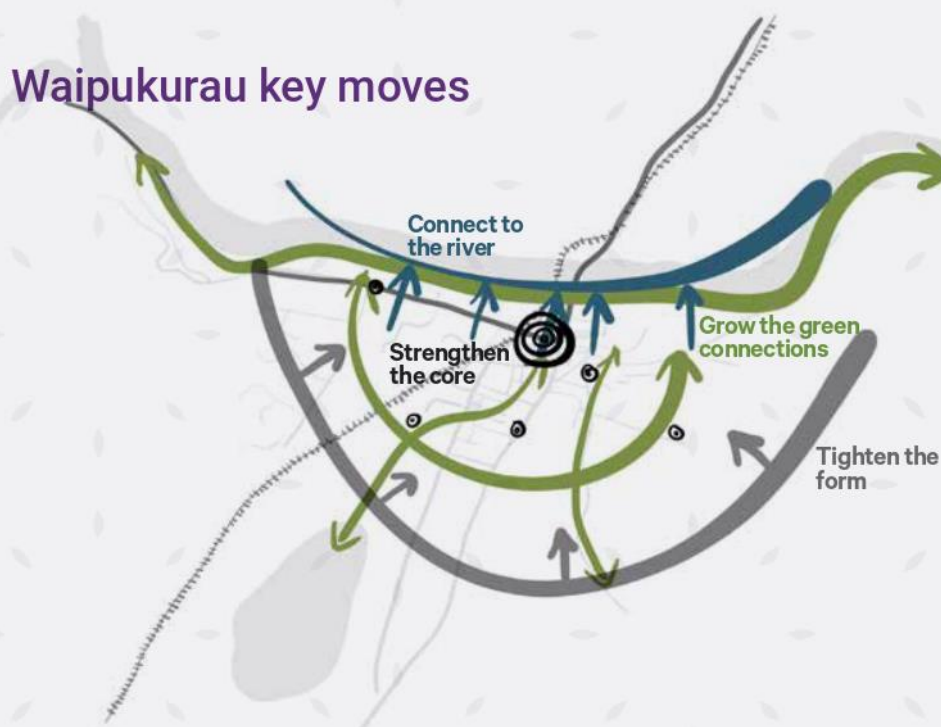 Waipukurau key moves
Connect to
the river
Grow the green
connections
Strengthen
the core
Tighten the
form